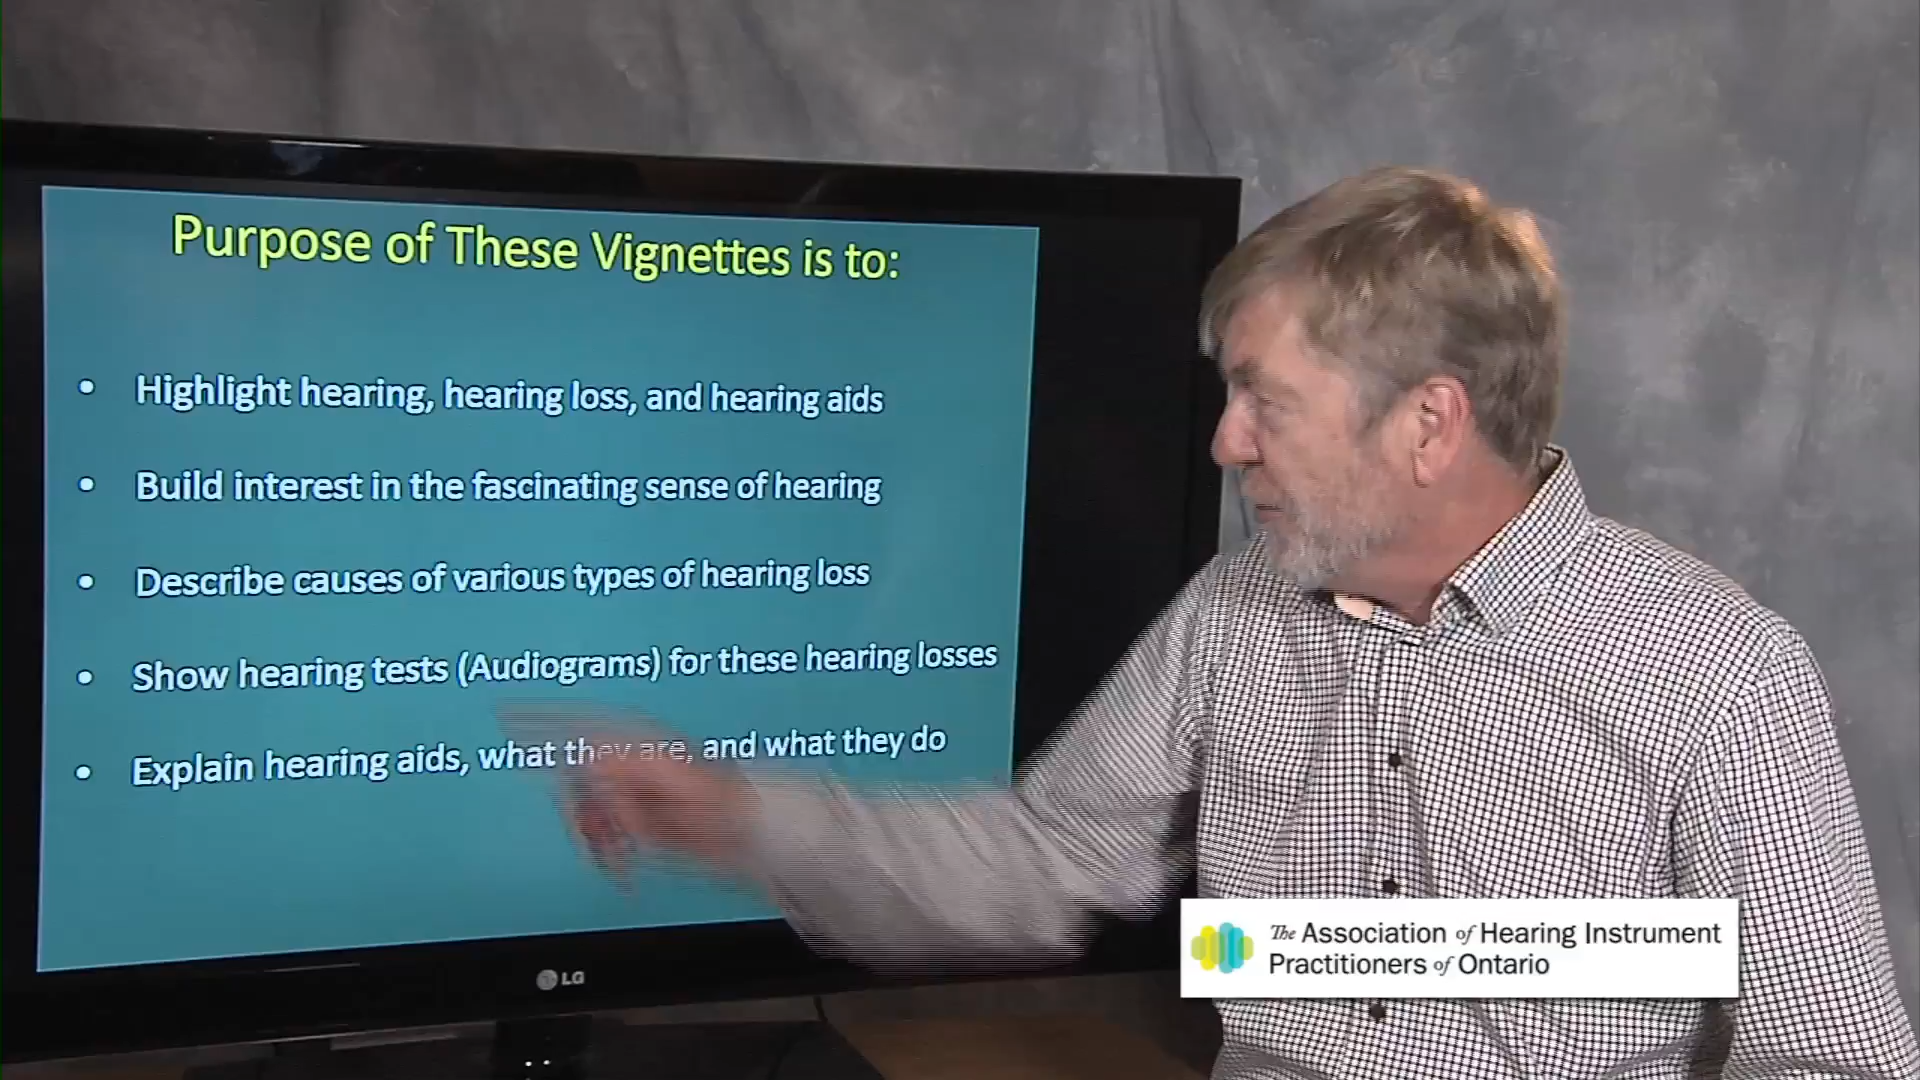 Purpose of These Vignettes is to:
• Highlight hearing, hearing loss, and hearing aids
• Build interest in the fascinating sense of hearing
• Describe causes of various types of hearing loss
• Show hearing tests (Audiograms) for these hearing losses
• Explain hearing aids, what they are, and what they do
LG
The Association of Hearing Instrument
Practitioners of Ontario